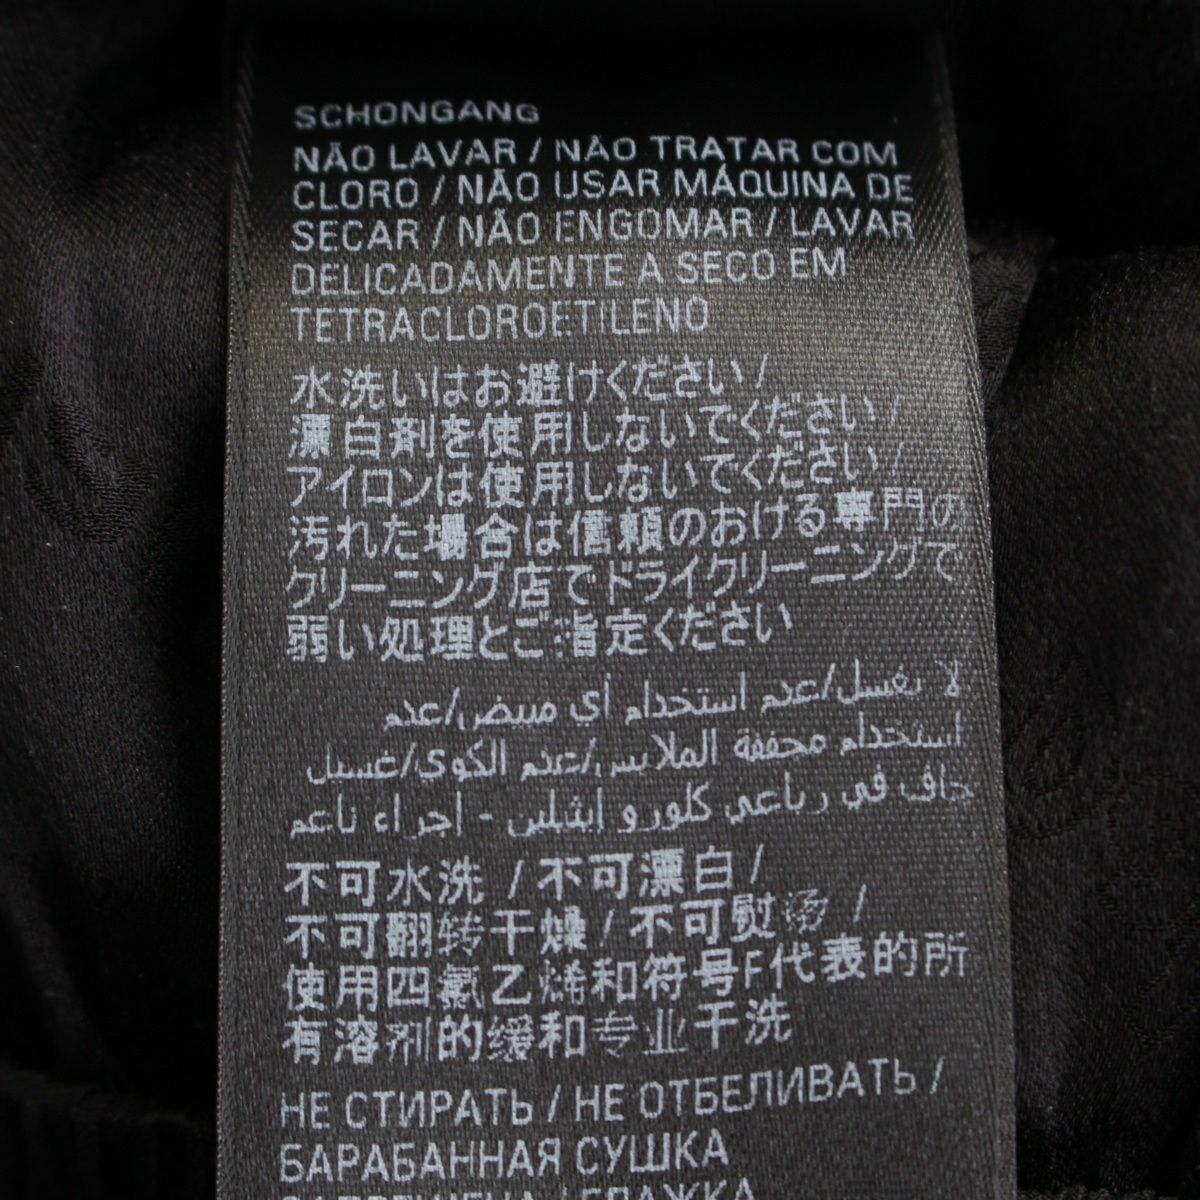 SCHONGANG
NÃO LAVAR / NÃO TRATAR COM
CLORO / NÃO USAR MÁQUINA DE
SECAR / NÃO ENGOMAR / LAVAR
DELICADAMENTE A SECO EM
TETRACLOROETILENO
水洗いはお避けください /
漂白剤を使用しないでください /
アイロンは使用しないでください /
汚れた場合は信頼のおける専門の
クリーニング店でドライクリーニングで
弱い処理とご指定ください
لا يغسل/عدم استخدام أي مبيض/عدم
استخدام مجففة الملابس/عدم الكوي/غسيل
جاف في رباعي كلورو إيثيلين - اجراء ناعم
不可水洗 / 不可漂白 /
不可翻转干燥 / 不可熨烫 /
使用四氯乙烯和符号F代表的所
有溶剂的缓和专业干洗
НЕ СТИРАТЬ / НЕ ОТБЕЛИВАТЬ /
БАРАБАННАЯ СУШКА
ЗАПРЕЩЕНА / ГЛАЖКА